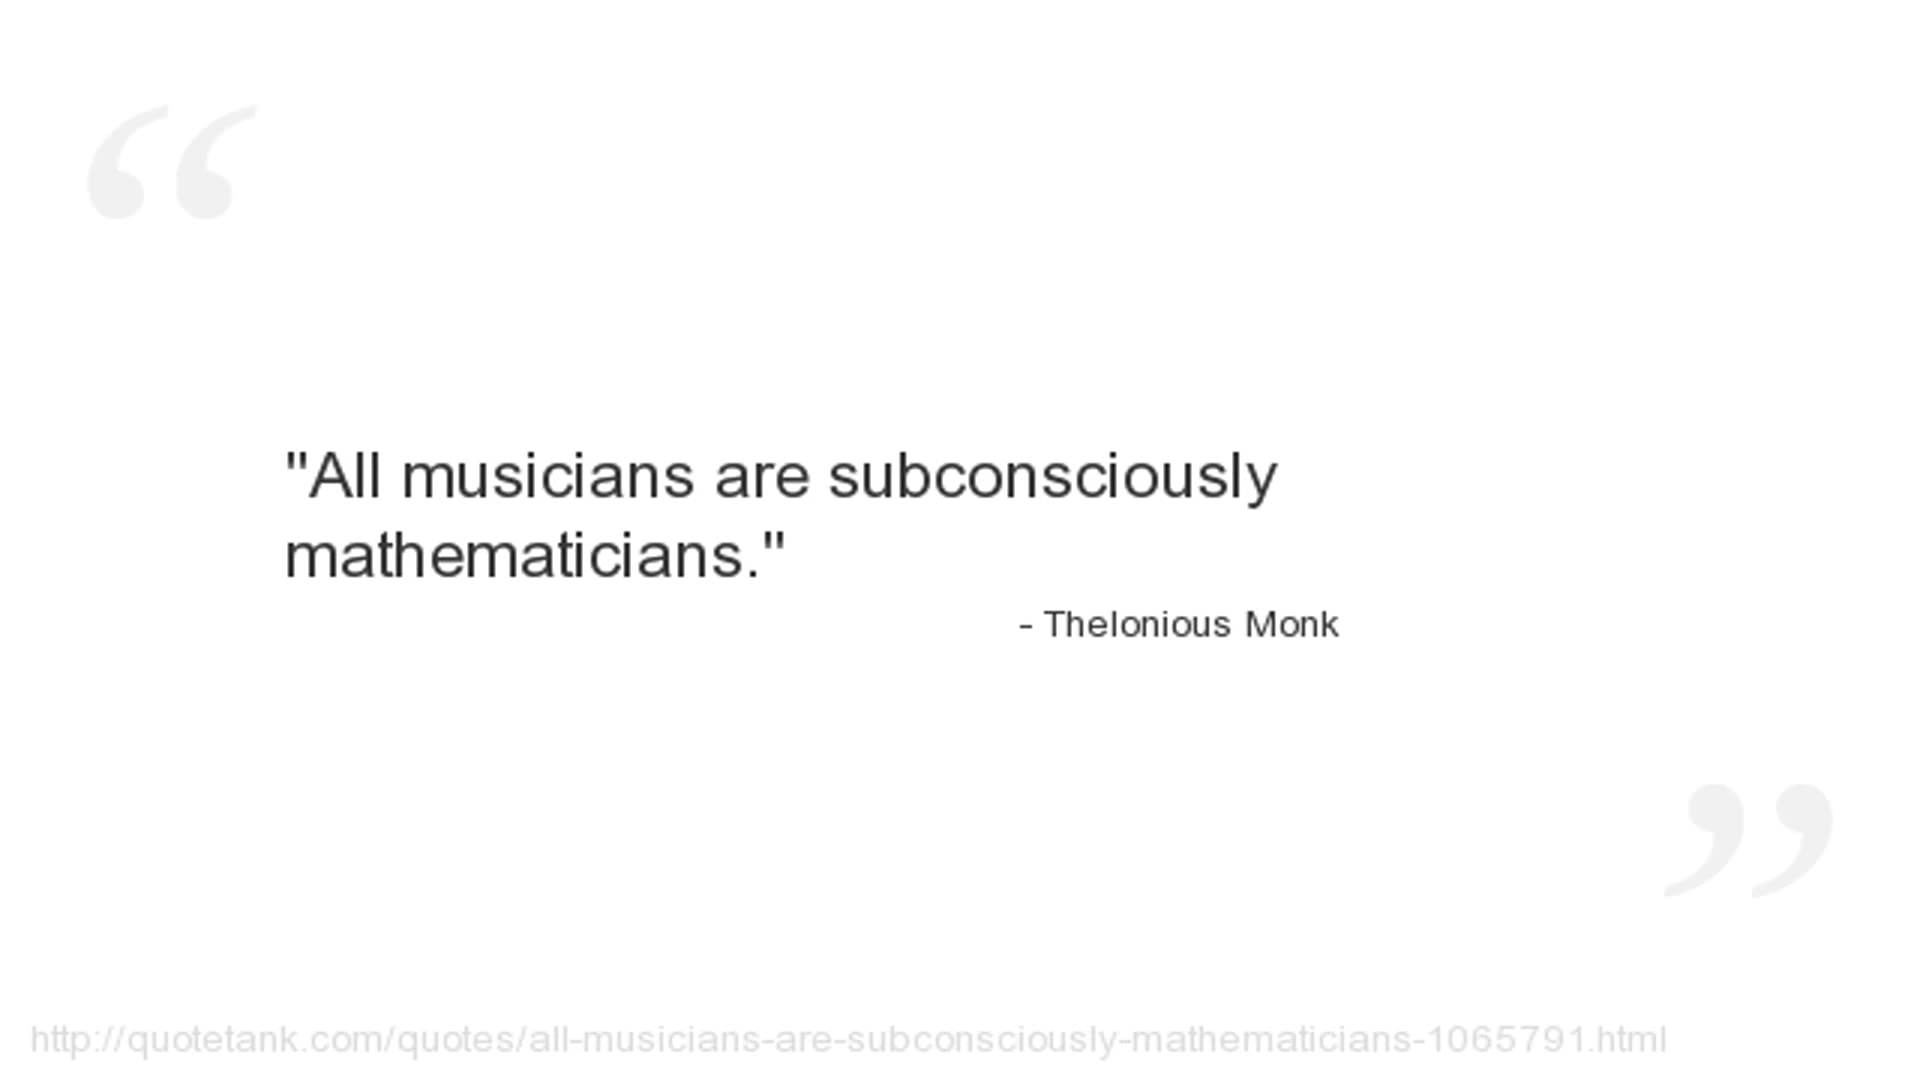 "All musicians are subconsciously
mathematicians."
- Thelonious Monk
http://quotetank.com/quotes/all-musicians-are-subconsciously-mathematicians-1065791.html